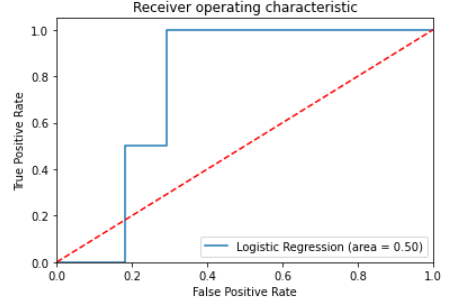 Receiver operating characteristic
1.0
0.8
0.6
0.4
0.2
0.0
True Positive Rate
Logistic Regression (area = 0.50)
0.0 0.2 0.4 0.6 0.8 1.0
False Positive Rate